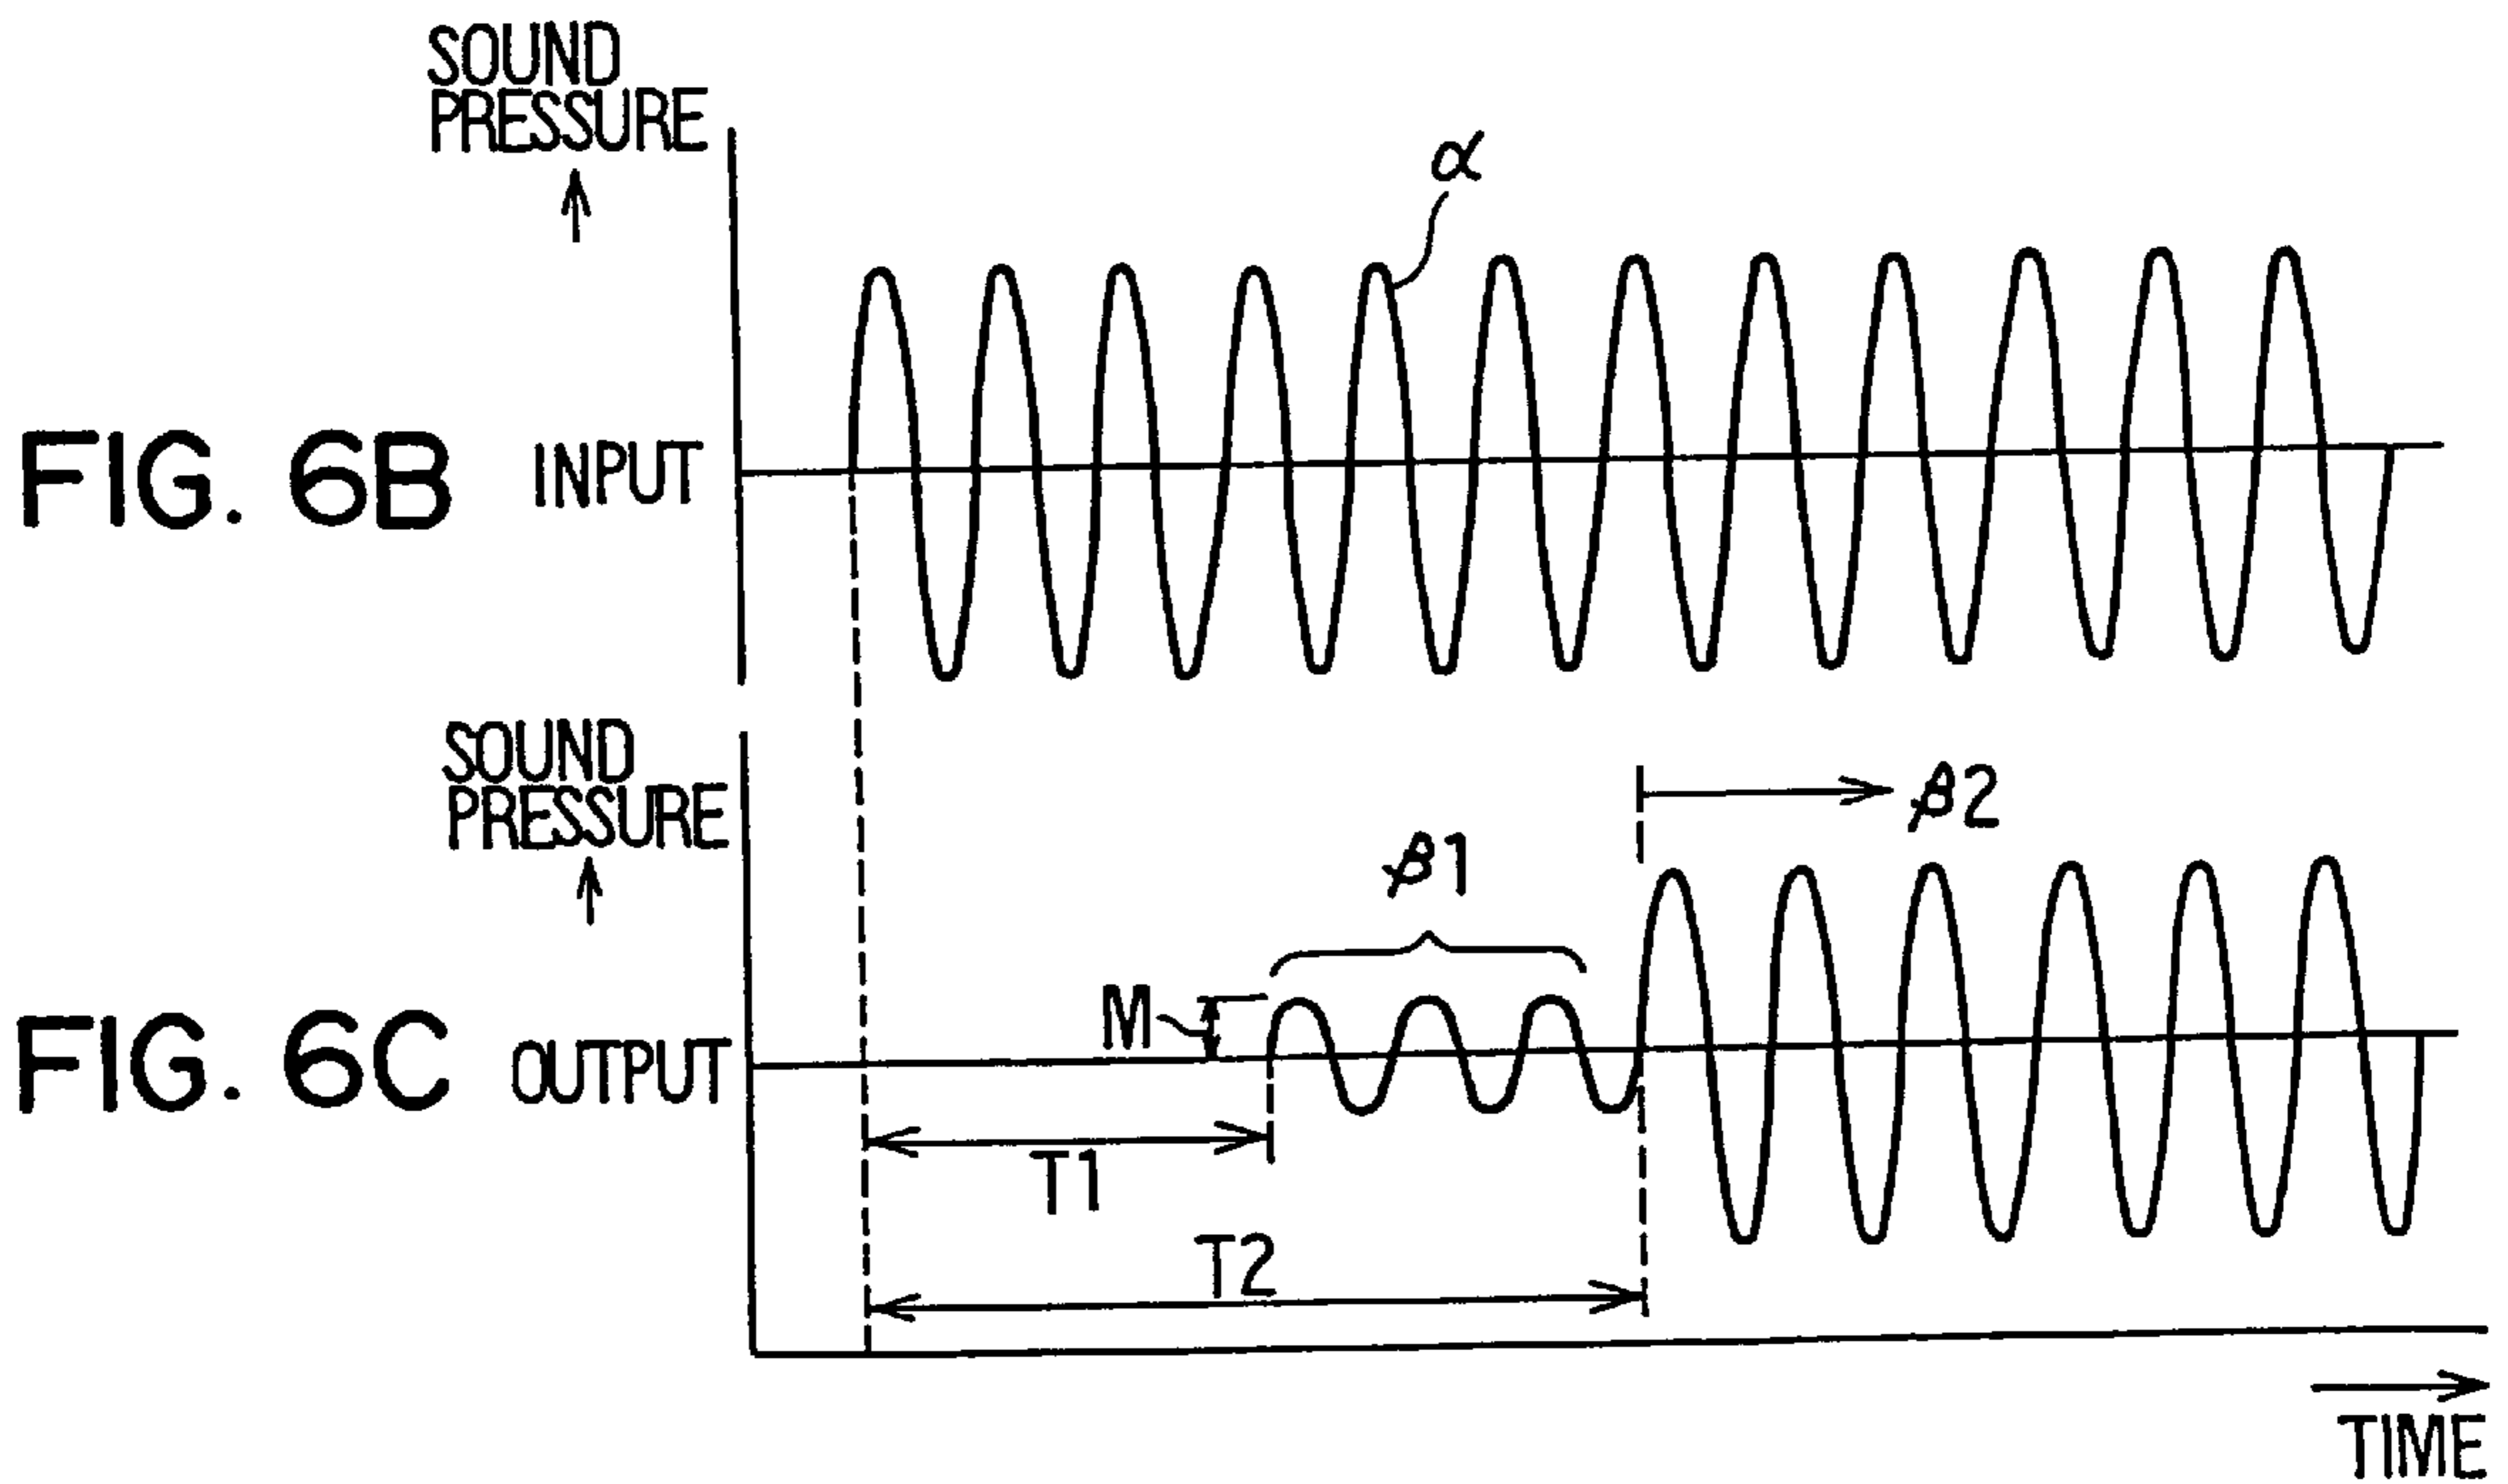 SOUND
PRESSURE
α
FIG. 6B INPUT
SOUND
PRESSURE
β2
β1
M
FIG. 6C OUTPUT
T1
T2
TIME